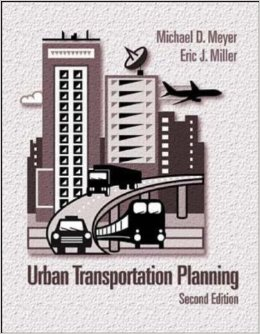 Michael D. Meyer
Eric J. Miller
Urban Transportation Planning
Second Edition